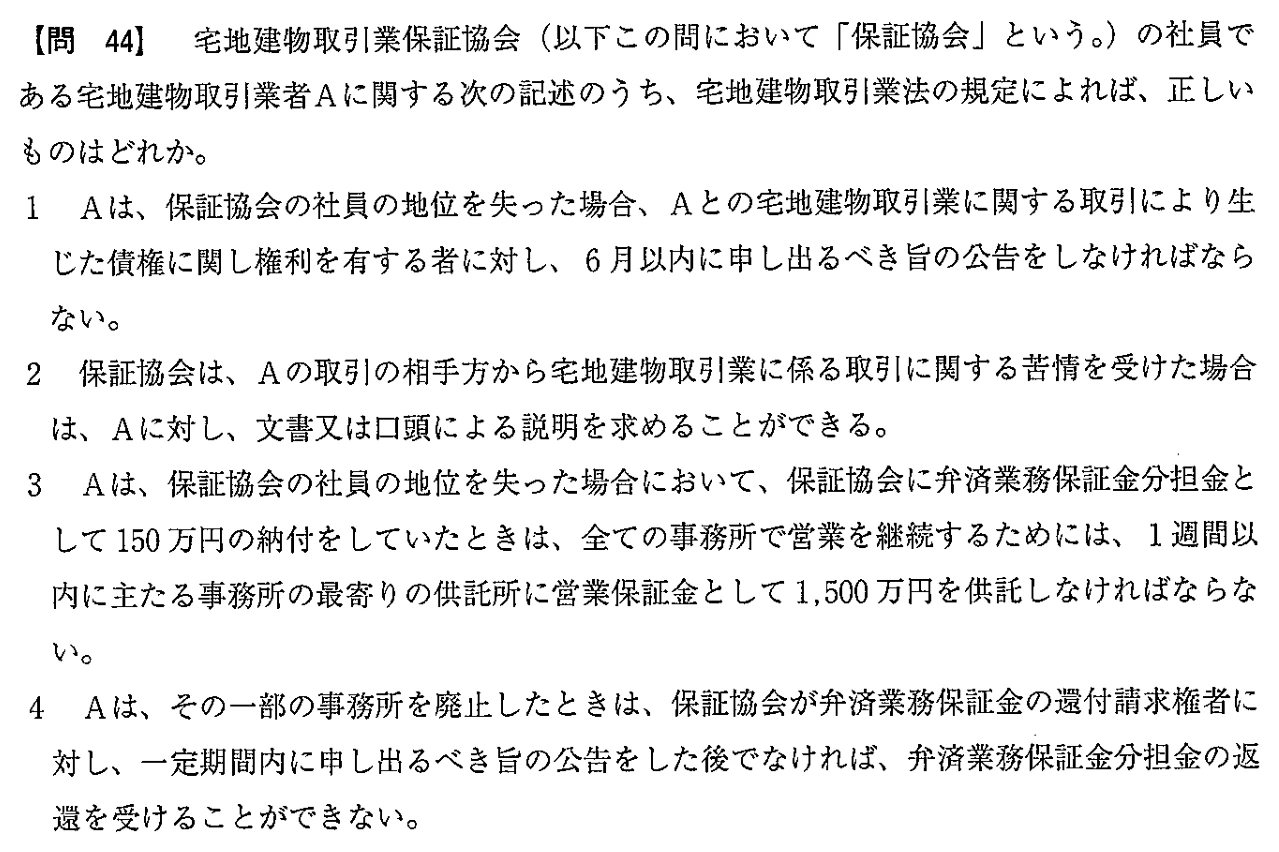 【問 44】 宅地建物取引業保証協会（以下この問において「保証協会」という。）の社員で
ある宅地建物取引業者Aに関する次の記述のうち、宅地建物取引業法の規定によれば、正しい
ものはどれか。
1 Aは、保証協会の社員の地位を失った場合、Aとの宅地建物取引業に関する取引により生
じた債権に関し権利を有する者に対し、6月以内に申し出るべき旨の公告をしなければなら
ない。
2 保証協会は、Aの取引の相手方から宅地建物取引業に係る取引に関する苦情を受けた場合
は、Aに対し、文書又は口頭による説明を求めることができる。
3 Aは、保証協会の社員の地位を失った場合において、保証協会に弁済業務保証金分担金と
して150万円の納付をしていたときは、全ての事務所で営業を継続するためには、1週間以
内に主たる事務所の最寄りの供託所に営業保証金として1,500万円を供託しなければならな
い。
4 Aは、その一部の事務所を廃止したときは、保証協会が弁済業務保証金の還付請求権者に
対し、一定期間内に申し出るべき旨の公告をした後でなければ、弁済業務保証金分担金の返
還を受けることができない。